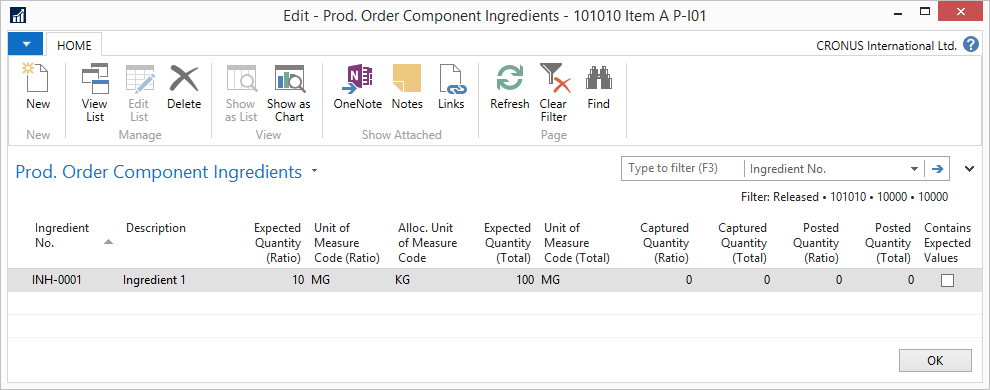 Edit - Prod. Order Component Ingredients - 101010 Item A P-I01
HOME
CRONUS International Ltd.
New
View List
Edit List
Delete
Show as List
Show as Chart
OneNote
Notes
Links
Refresh
Clear Filter
Find
New
Manage
View
Show Attached
Page
Prod. Order Component Ingredients
Type to filter (F3)
Ingredient No.
Filter: Released • 101010 • 10000 • 10000
Ingredient No.
Description
Expected Quantity (Ratio)
Unit of Measure Code (Ratio)
Alloc. Unit of Measure Code
Expected Quantity (Total)
Unit of Measure Code (Total)
Captured Quantity (Ratio)
Captured Quantity (Total)
Posted Quantity (Ratio)
Posted Quantity (Total)
Contains Expected Values
INH-0001 Ingredient 1 10 MG KG 100 MG 0 0 0 0
OK